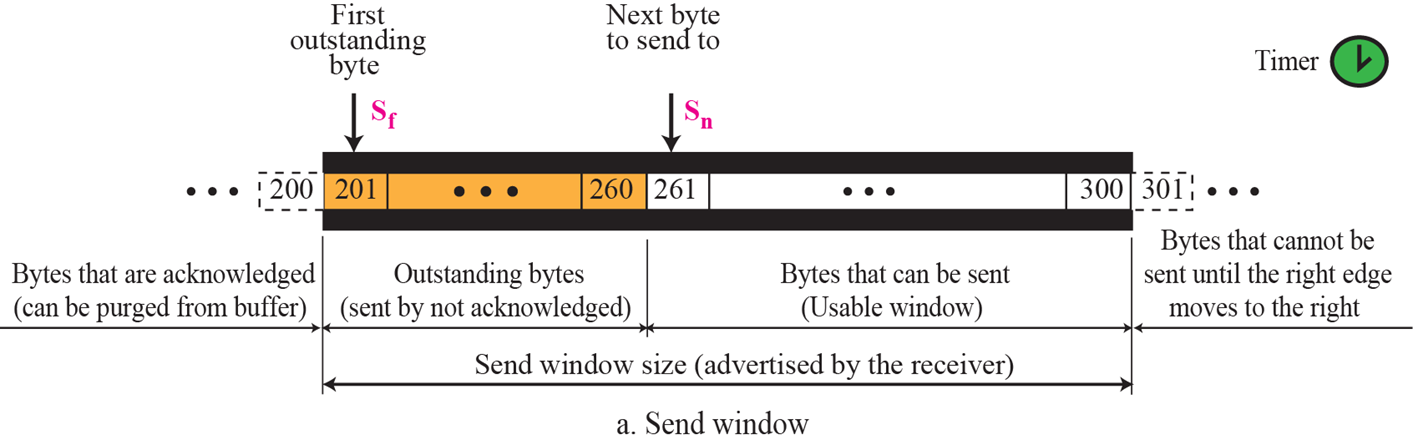 First
outstanding
byte
Next byte
to send to
Timer
Sf
Sn
••• 200 201 ••• 260 261 ••• 300 301 •••
Bytes that are acknowledged
(can be purged from buffer)
Outstanding bytes
(sent by not acknowledged)
Bytes that can be sent
(Usable window)
Bytes that cannot be
sent until the right edge
moves to the right
Send window size (advertised by the receiver)
a. Send window